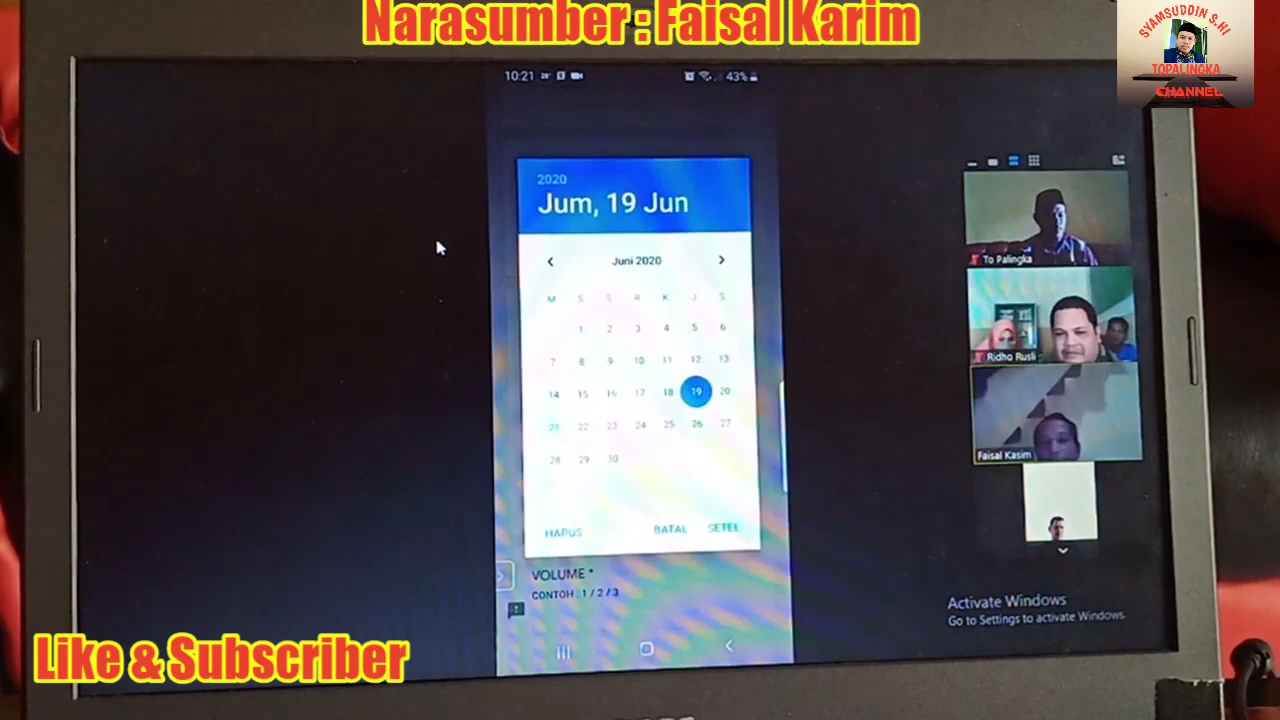 Narasumber : Faisal Karim
SYAMSUDDIN S.HI
TOPALINGKA
CHANNEL
10:21
43%
2020
Jum, 19 Jun
Juni 2020
M S S R K J S
1 2 3 4 5 6
7 8 9 10 11 12 13
14 15 16 17 18 19 20
21 22 23 24 25 26 27
28 29 30
HAPUS BATAL SETEL
VOLUME *
CONTOH : 1 / 2 / 3
To Palingka
Ridho Rusli
Faisal Kasim
Activate Windows
Go to Settings to activate Windows.
Like & Subscriber